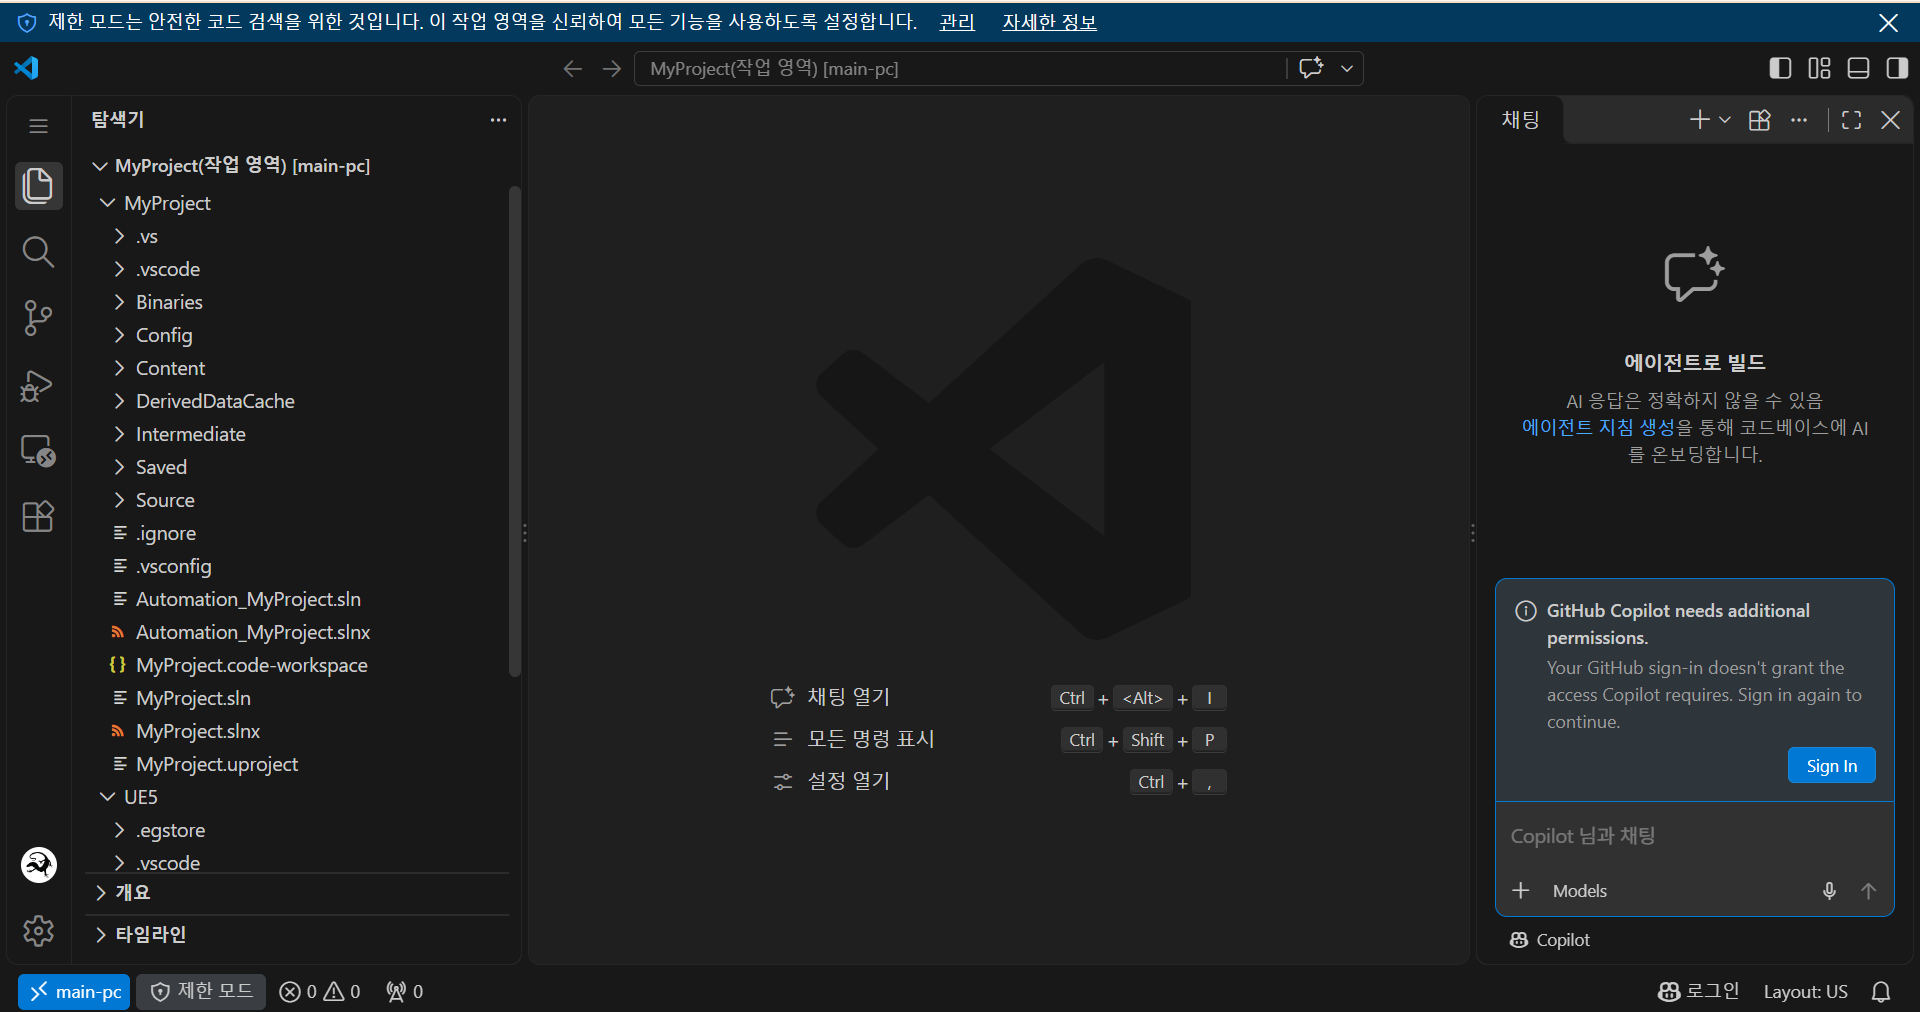 제한 모드는 안전한 코드 검색을 위한 것입니다. 이 작업 영역을 신뢰하여 모든 기능을 사용하도록 설정합니다. 관리 자세한 정보
MyProject(작업 영역) [main-pc]
탐색기
MyProject(작업 영역) [main-pc]
MyProject
.vs
.vscode
Binaries
Config
Content
DerivedDataCache
Intermediate
Saved
Source
.ignore
.vsconfig
Automation_MyProject.sln
Automation_MyProject.slnx
MyProject.code-workspace
MyProject.sln
MyProject.slnx
MyProject.uproject
UE5
.egstore
.vscode
개요
타임라인
채팅 열기 Ctrl + <Alt> + I
모든 명령 표시 Ctrl + Shift + P
설정 열기 Ctrl + ,
채팅
에이전트로 빌드
AI 응답은 정확하지 않을 수 있음
에이전트 지침 생성을 통해 코드베이스에 AI
를 온보딩합니다.
GitHub Copilot needs additional
permissions.
Your GitHub sign-in doesn't grant the
access Copilot requires. Sign in again to
continue.
Sign In
Copilot 님과 채팅
Models
Copilot
main-pc 제한 모드 0 0 0 로그인 Layout: US